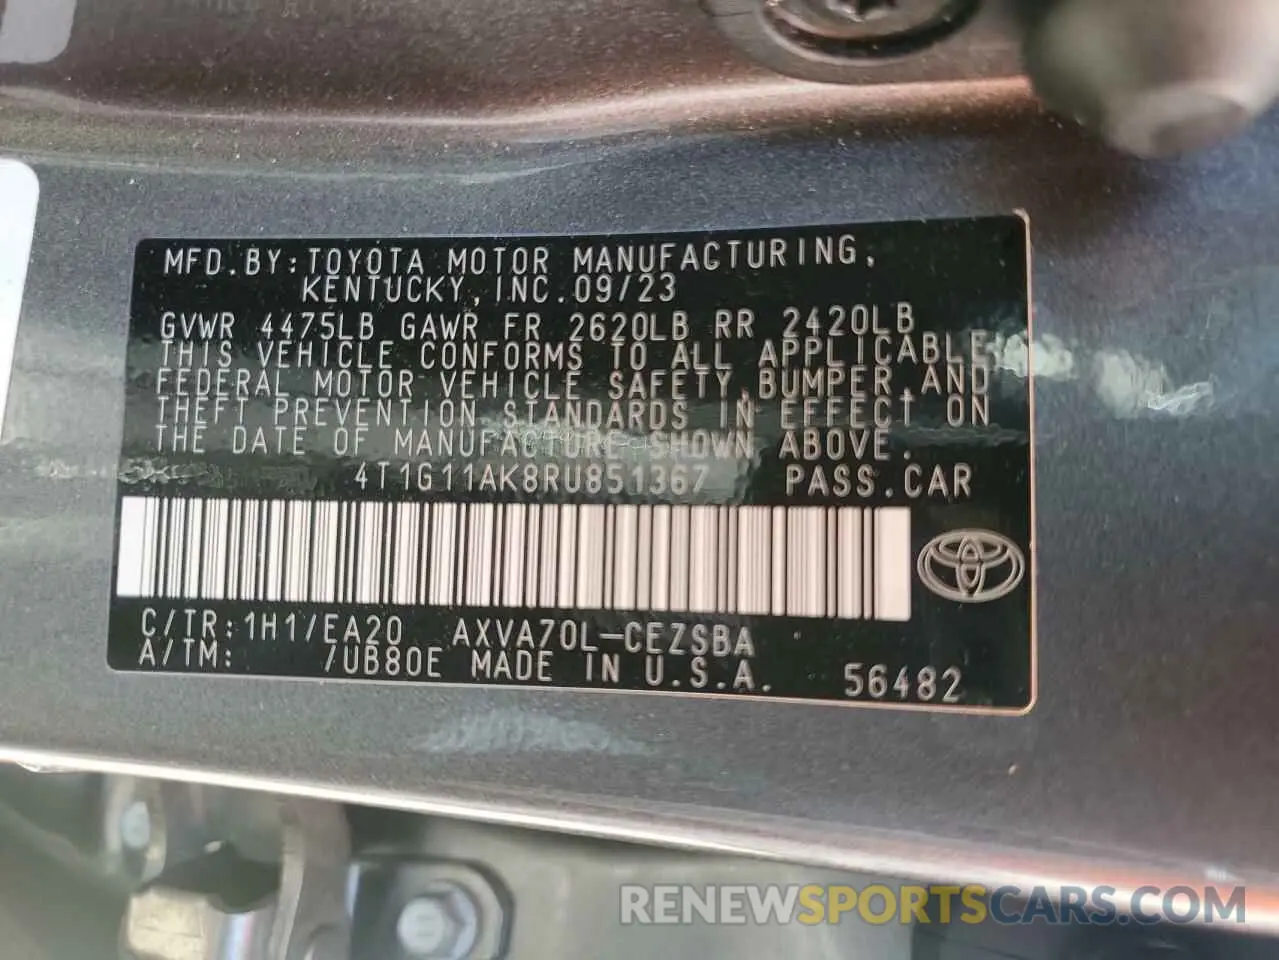 MFD.BY:TOYOTA MOTOR MANUFACTURING,
KENTUCKY,INC.09/23
GVWR 4475LB GAWR FR 2620LB RR 2420LB
THIS VEHICLE CONFORMS TO ALL APPLICABLE
FEDERAL MOTOR VEHICLE SAFETY,BUMPER,AND
THEFT PREVENTION STANDARDS IN EFFECT ON
THE DATE OF MANUFACTURE SHOWN ABOVE.
4T1G11AK8RU851367 PASS.CAR
C/TR:1H1/EA20 AXVA70L-CEZSBA
A/TM: /UB80E MADE IN U.S.A. 56482
RENEWSPORTSCARS.COM